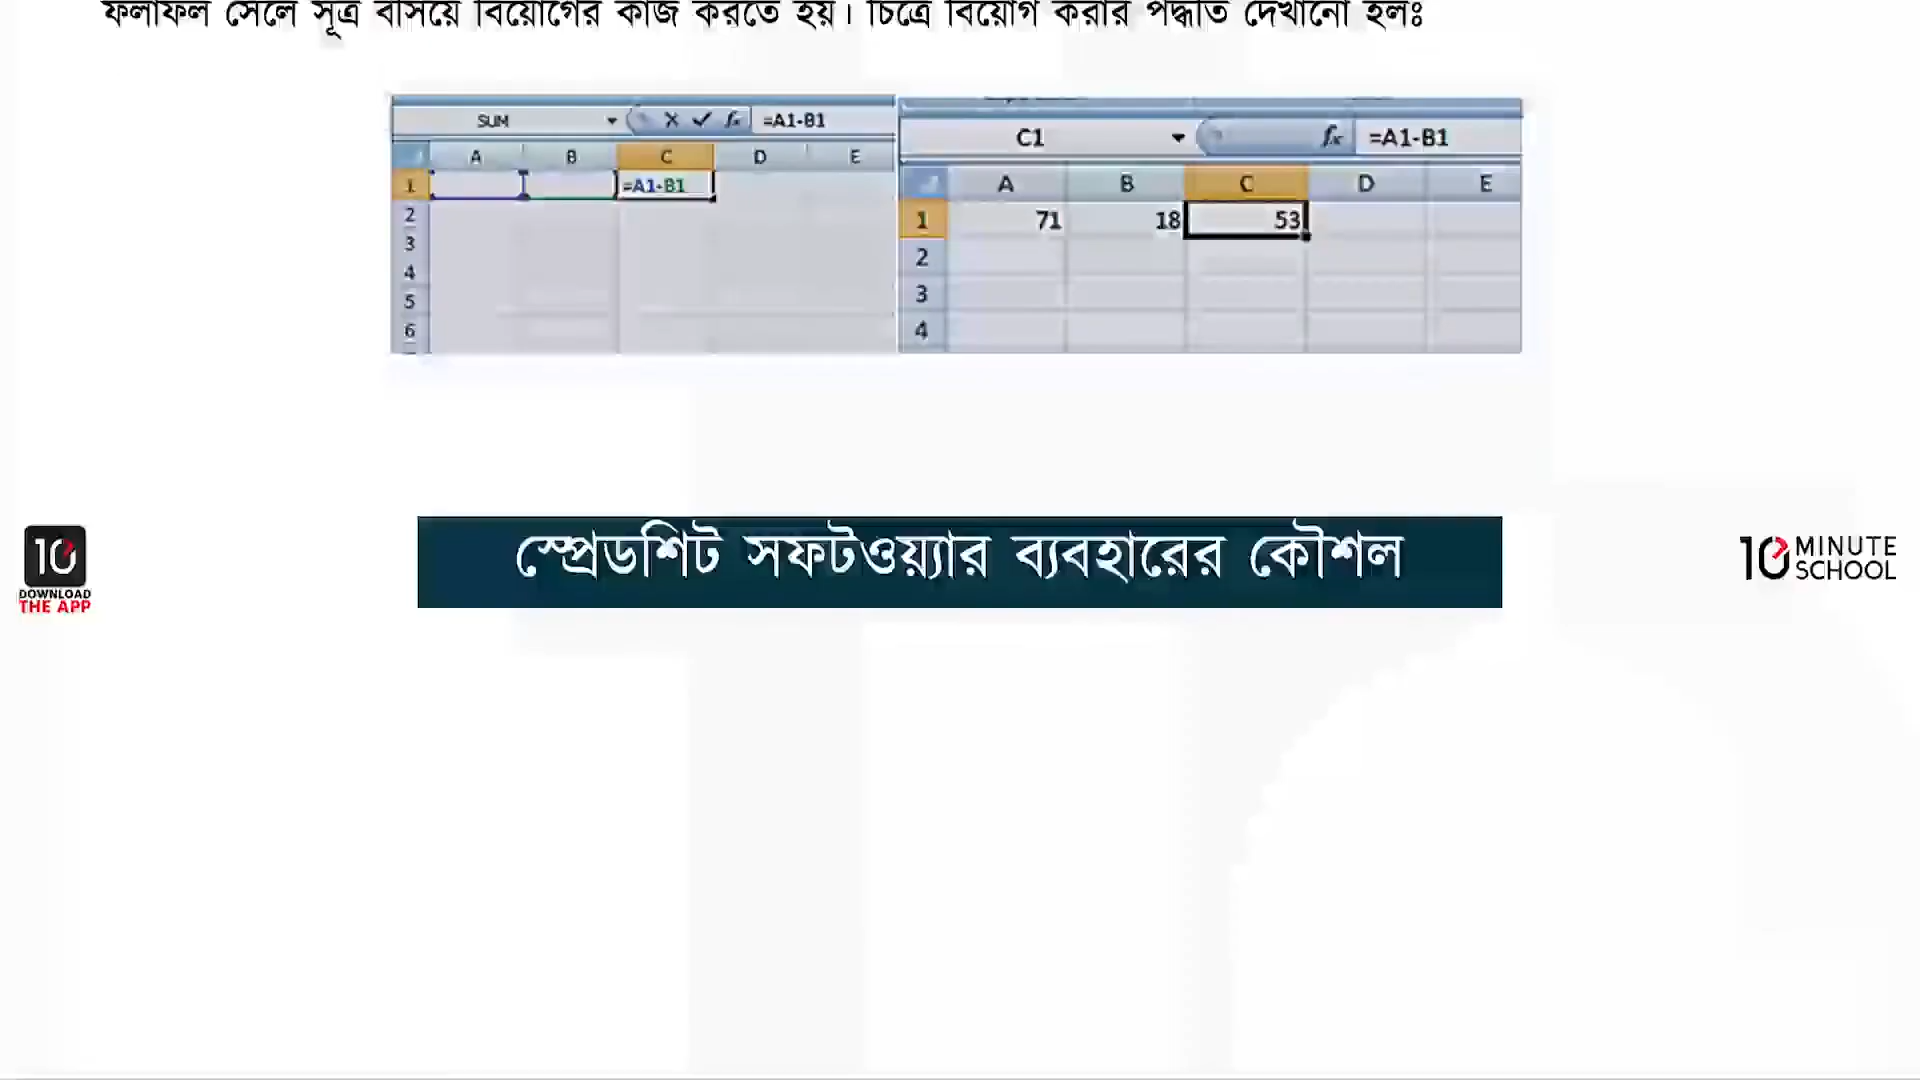 ফলাফল সেলে সূত্র বসিয়ে বিয়োগের কাজ করতে হয়। চিত্রে বিয়োগ করার পদ্ধতি দেখানো হলঃ
SUM =A1-B1
A B C D E
1 =A1-B1
2
3
4
5
6
C1 fx =A1-B1
A B C D E
1 71 18 53
2
3
4
স্প্রেডশিট সফটওয়্যার ব্যবহারের কৌশল
10
DOWNLOAD
THE APP
10 MINUTE
SCHOOL